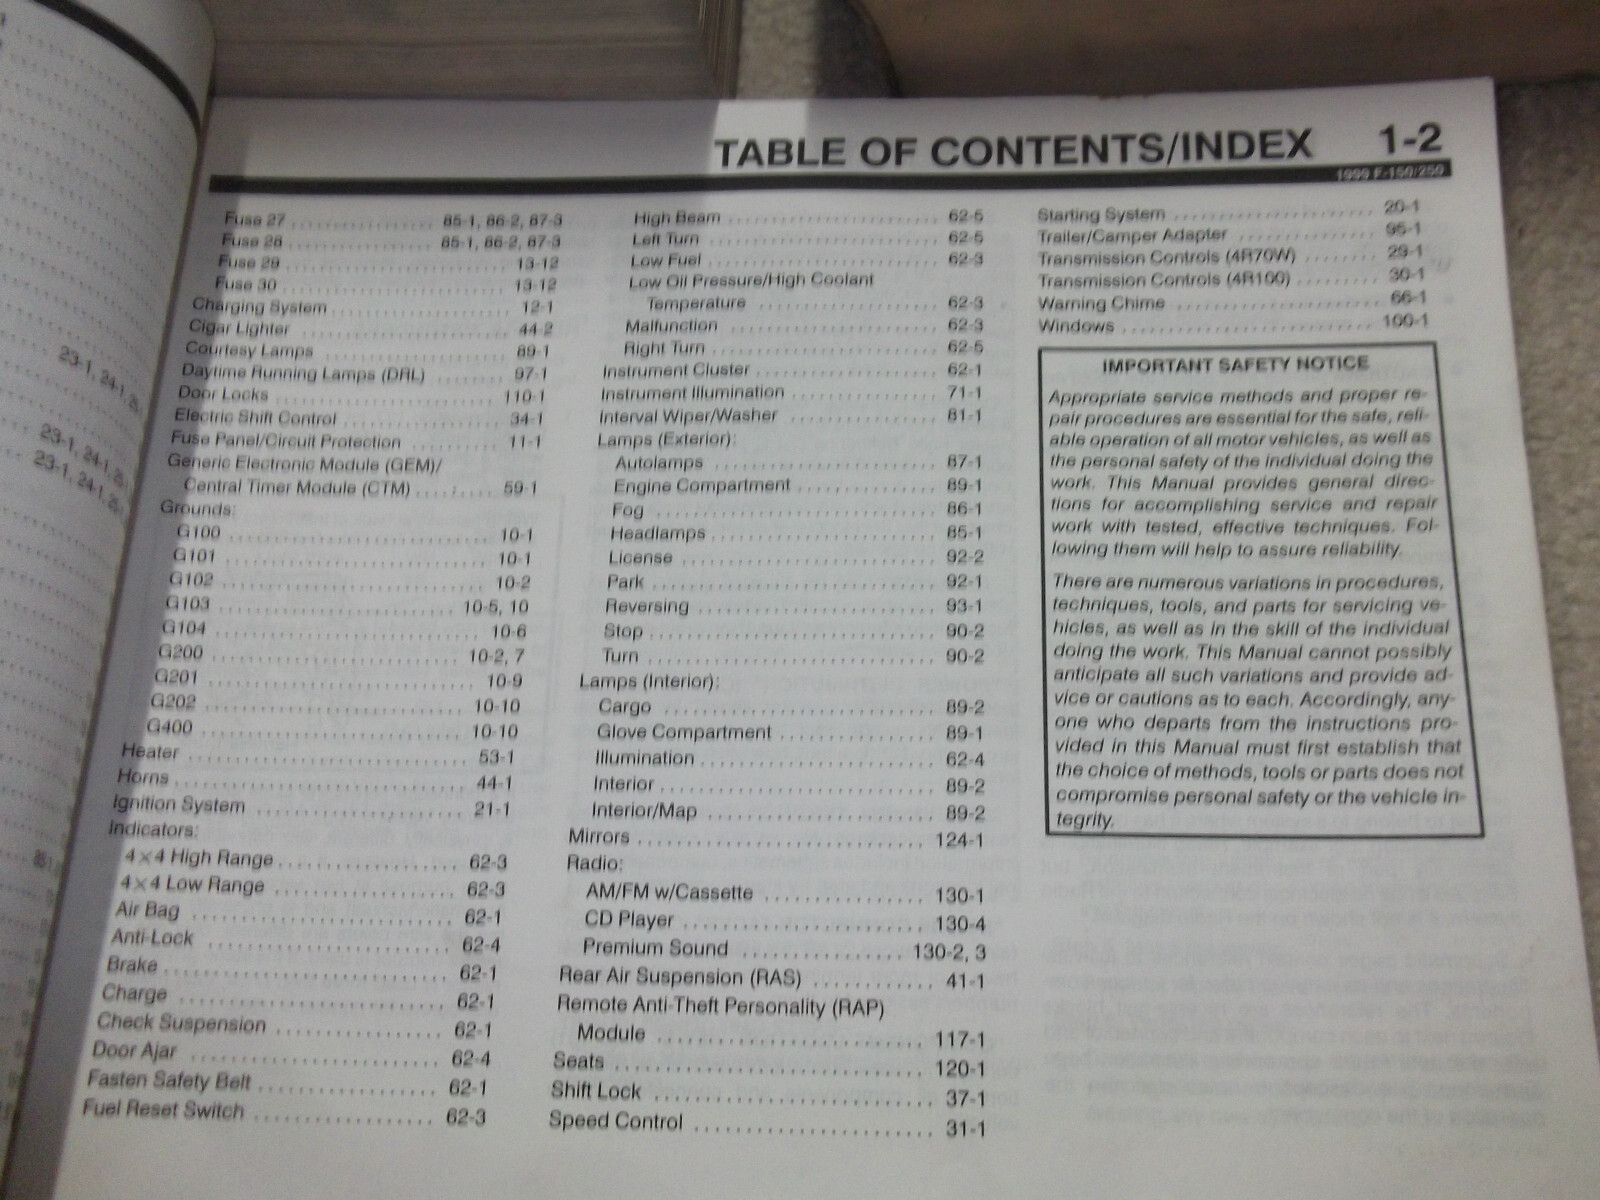 23-1, 24-1, 25
23-1, 24-1, 25
23-1, 24-1, 25
TABLE OF CONTENTS/INDEX 1-2
1999 F-150/250
Fuse 27 ................ 85-1, 86-2, 87-3
Fuse 28 ................ 85-1, 86-2, 87-3
Fuse 29 ........................ 13-12
Fuse 30 ........................ 13-12
Charging System ...................... 12-1
Cigar Lighter ........................ 44-2
Courtesy Lamps ...................... 89-1
Daytime Running Lamps (DRL) ........ 97-1
Door Locks .......................... 110-1
Electric Shift Control ................ 34-1
Fuse Panel/Circuit Protection .......... 11-1
Generic Electronic Module (GEM)/
Central Timer Module (CTM) ........ 59-1
Grounds:
G100 .......................... 10-1
G101 .......................... 10-1
G102 .......................... 10-2
G103 ........................ 10-5, 10
G104 .......................... 10-6
G200 ........................ 10-2, 7
G201 .......................... 10-9
G202 .......................... 10-10
G400 .......................... 10-10
Heater .............................. 53-1
Horns .............................. 44-1
Ignition System ...................... 21-1
Indicators:
4×4 High Range .................. 62-3
4×4 Low Range .................. 62-3
Air Bag ........................ 62-1
Anti-Lock ...................... 62-4
Brake .......................... 62-1
Charge ........................ 62-1
Check Suspension ................ 62-1
Door Ajar ...................... 62-4
Fasten Safety Belt ................ 62-1
Fuel Reset Switch ................ 62-3
High Beam ...................... 62-5
Left Turn ........................ 62-5
Low Fuel ........................ 62-3
Low Oil Pressure/High Coolant
Temperature .................... 62-3
Malfunction .................... 62-3
Right Turn ...................... 62-5
Instrument Cluster .................. 62-1
Instrument Illumination .............. 71-1
Interval Wiper/Washer .............. 81-1
Lamps (Exterior):
Autolamps ...................... 87-1
Engine Compartment .............. 89-1
Fog ............................ 86-1
Headlamps ...................... 85-1
License ........................ 92-2
Park ............................ 92-1
Reversing ...................... 93-1
Stop ............................ 90-2
Turn ............................ 90-2
Lamps (Interior):
Cargo .......................... 89-2
Glove Compartment .............. 89-1
Illumination .................... 62-4
Interior ........................ 89-2
Interior/Map .................... 89-2
Mirrors ............................ 124-1
Radio:
AM/FM w/Cassette .............. 130-1
CD Player ...................... 130-4
Premium Sound ................ 130-2, 3
Rear Air Suspension (RAS) ............ 41-1
Remote Anti-Theft Personality (RAP)
Module ........................ 117-1
Seats .............................. 120-1
Shift Lock .......................... 37-1
Speed Control ...................... 31-1
Starting System ...................... 20-1
Trailer/Camper Adapter .............. 95-1
Transmission Controls (4R70W) ........ 29-1
Transmission Controls (4R100) ........ 30-1
Warning Chime ...................... 66-1
Windows .......................... 100-1
IMPORTANT SAFETY NOTICE
Appropriate service methods and proper re-
pair procedures are essential for the safe, reli-
able operation of all motor vehicles, as well as
the personal safety of the individual doing the
work. This Manual provides general direc-
tions for accomplishing service and repair
work with tested, effective techniques. Fol-
lowing them will help to assure reliability.
There are numerous variations in procedures,
techniques, tools, and parts for servicing ve-
hicles, as well as in the skill of the individual
doing the work. This Manual cannot possibly
anticipate all such variations and provide ad-
vice or cautions as to each. Accordingly, any-
one who departs from the instructions pro-
vided in this Manual must first establish that
the choice of methods, tools or parts does not
compromise personal safety or the vehicle in-
tegrity.